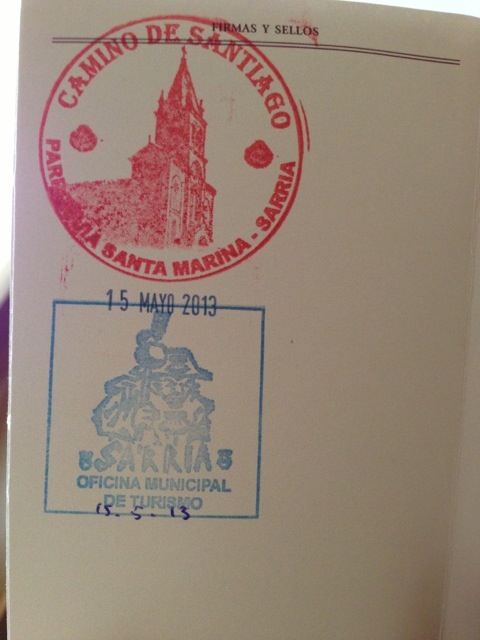 FIRMAS Y SELLOS
CAMINO DE SANTIAGO
SANTA MARINA - SARRIA
15 MAYO 2013
SARRIA
OFICINA MUNICIPAL
DE TURISMO
15-5-13